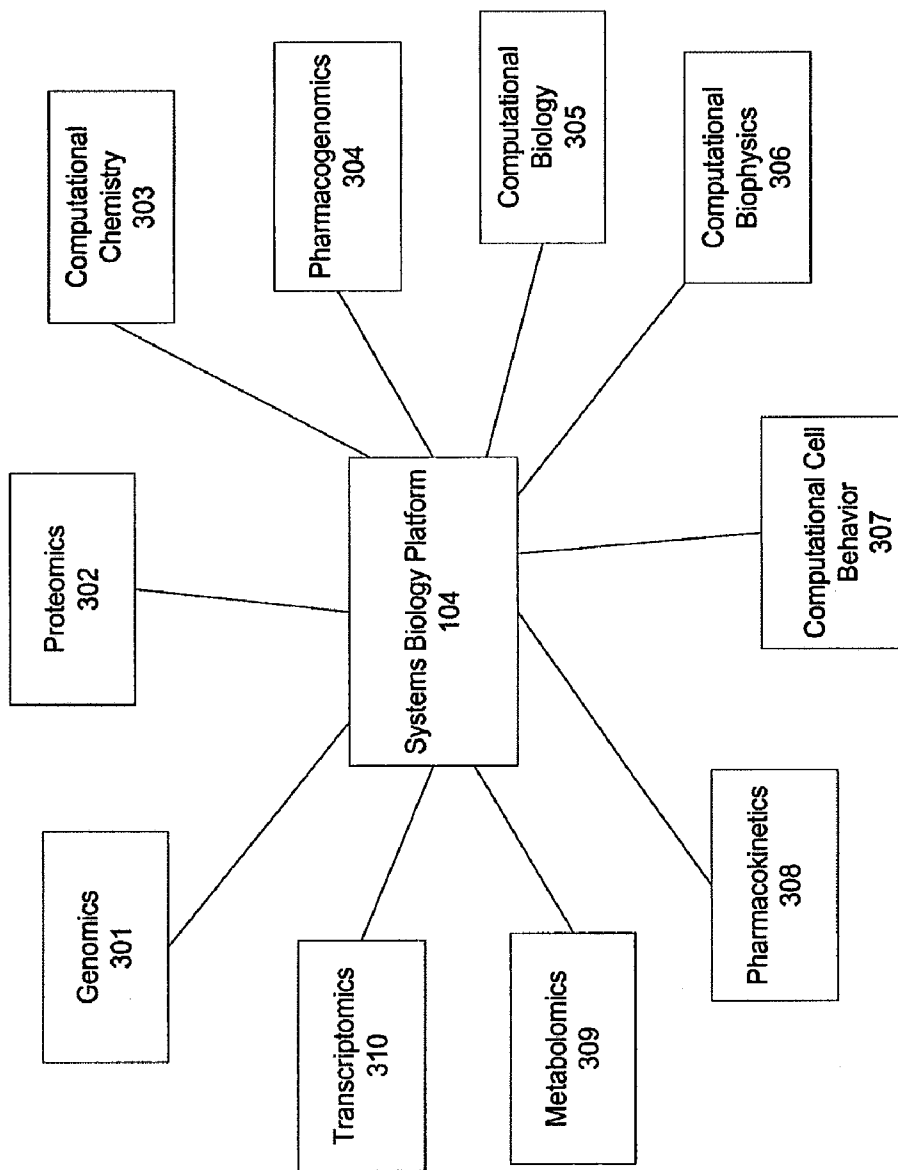 Genomics
301
Proteomics
302
Computational
Chemistry
303
Pharmacogenomics
304
Computational
Biology
305
Computational
Biophysics
306
Computational Cell
Behavior
307
Pharmacokinetics
308
Metabolomics
309
Transcriptomics
310
Systems Biology Platform
104